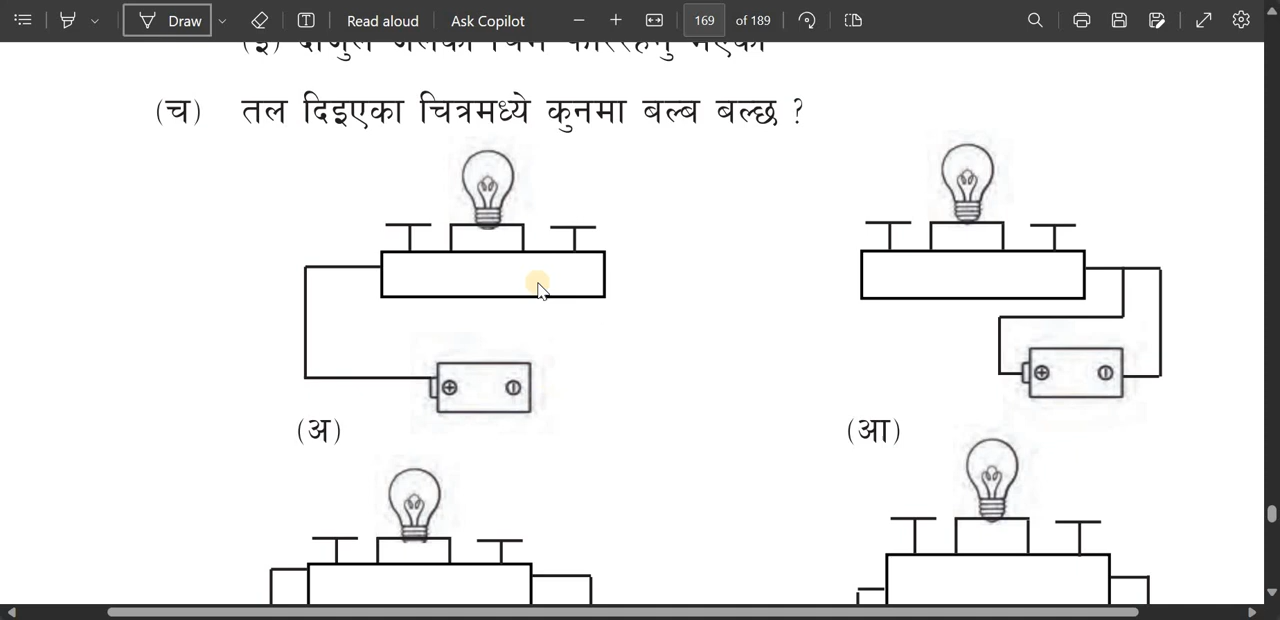 Draw
Read aloud
Ask Copilot
169 of 189
(च) तल दिइएका चित्रमध्ये कुनमा बल्ब बल्छ ?
(अ)
(आ)